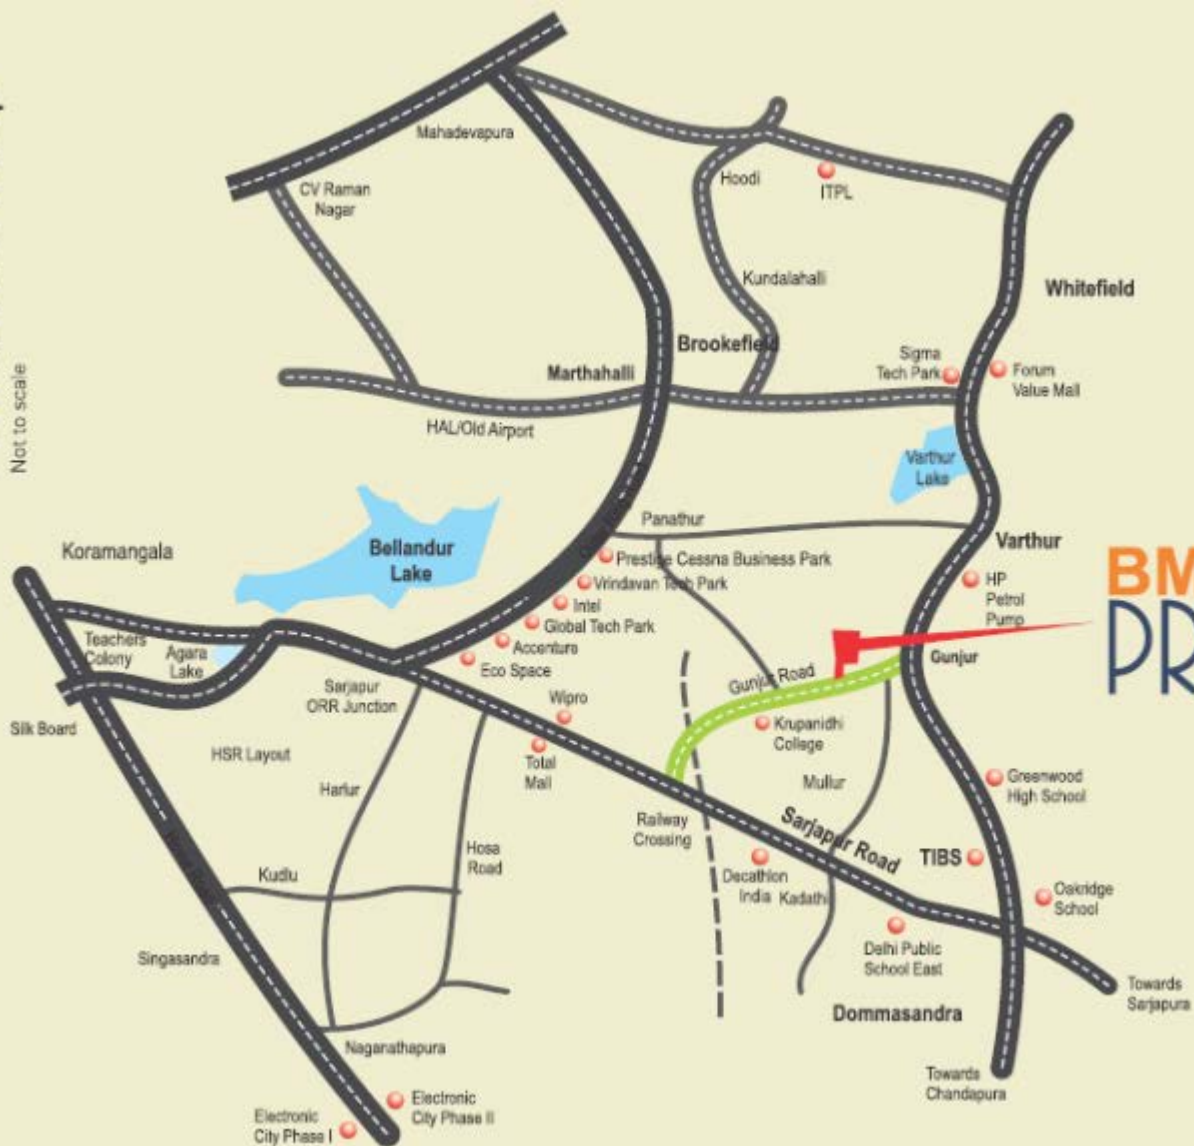 Mahadevapura
CV Raman
Nagar
Hoodi
ITPL
Kundalahalli
Whitefield
Brookefield
Marthahalli
Sigma
Tech Park
Forum
Value Mall
HAL/Old Airport
Not to scale
Varthur
Lake
Panathur
Koramangala
Bellandur
Lake
Varthur
Prestige Cessna Business Park
Vrindavan Tech Park
HP
Petrol
Pump
BM
PR
Intel
Global Tech Park
Teachers
Colony
Agara
Lake
Accenture
Eco Space
Gunjur
Gunjur Road
Sarjapur
ORR Junction
Wipro
Silk Board
Krupanidhi
College
HSR Layout
Total
Mall
Harlur
Mullur
Greenwood
High School
Railway
Crossing
Sarjapur Road
Hosa
Road
TIBS
Kudlu
Decathlon
India
Kadathi
Oakridge
School
Delhi Public
School East
Singasandra
Towards
Sarjapura
Dommasandra
Naganathapura
Towards
Chandapura
Electronic
City Phase II
Electronic
City Phase I